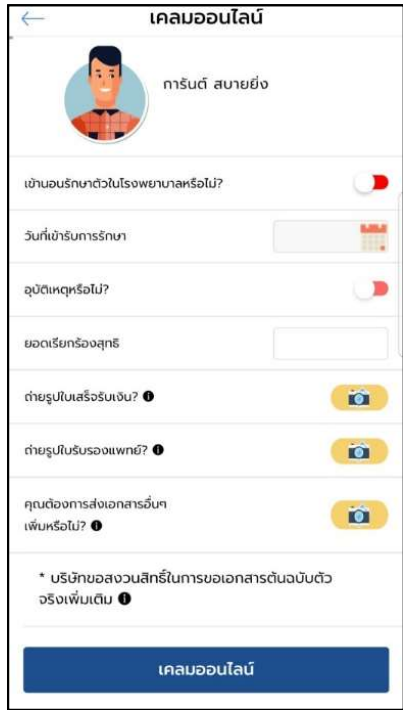 เคลมออนไลน์
การันต์ สบายยิ่ง
เข้านอนรักษาตัวในโรงพยาบาลหรือไม่?
วันที่เข้ารับการรักษา
อุบัติเหตุหรือไม่?
ยอดเรียกร้องสุทธิ
ถ่ายรูปใบเสร็จรับเงิน?
ถ่ายรูปใบรับรองแพทย์?
คุณต้องการส่งเอกสารอื่นๆ
เพิ่มหรือไม่?
* บริษัทขอสงวนสิทธิ์ในการขอเอกสารต้นฉบับตัว
จริงเพิ่มเติม
เคลมออนไลน์